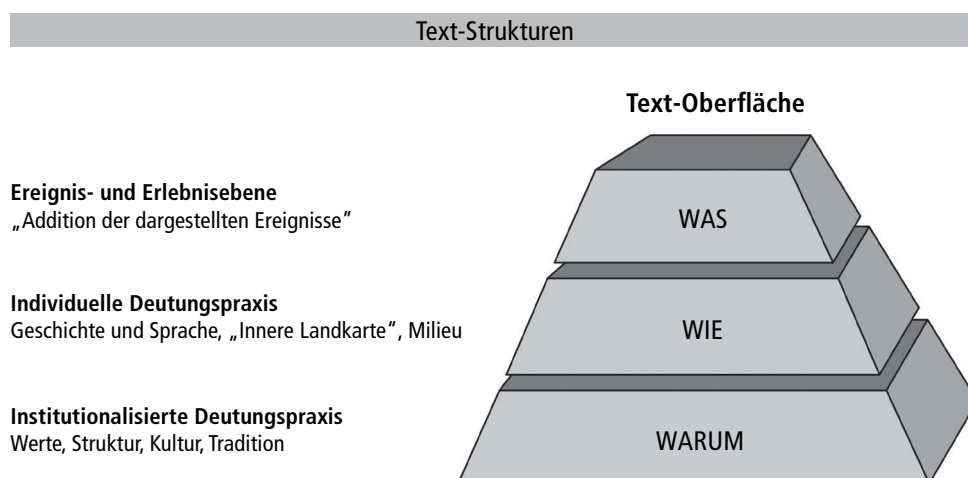 Text-Strukturen
Text-Oberfläche
Ereignis- und Erlebnisebene
„Addition der dargestellten Ereignisse"
WAS
Individuelle Deutungspraxis
Geschichte und Sprache, „Innere Landkarte“, Milieu
WIE
Institutionalisierte Deutungspraxis
Werte, Struktur, Kultur, Tradition
WARUM